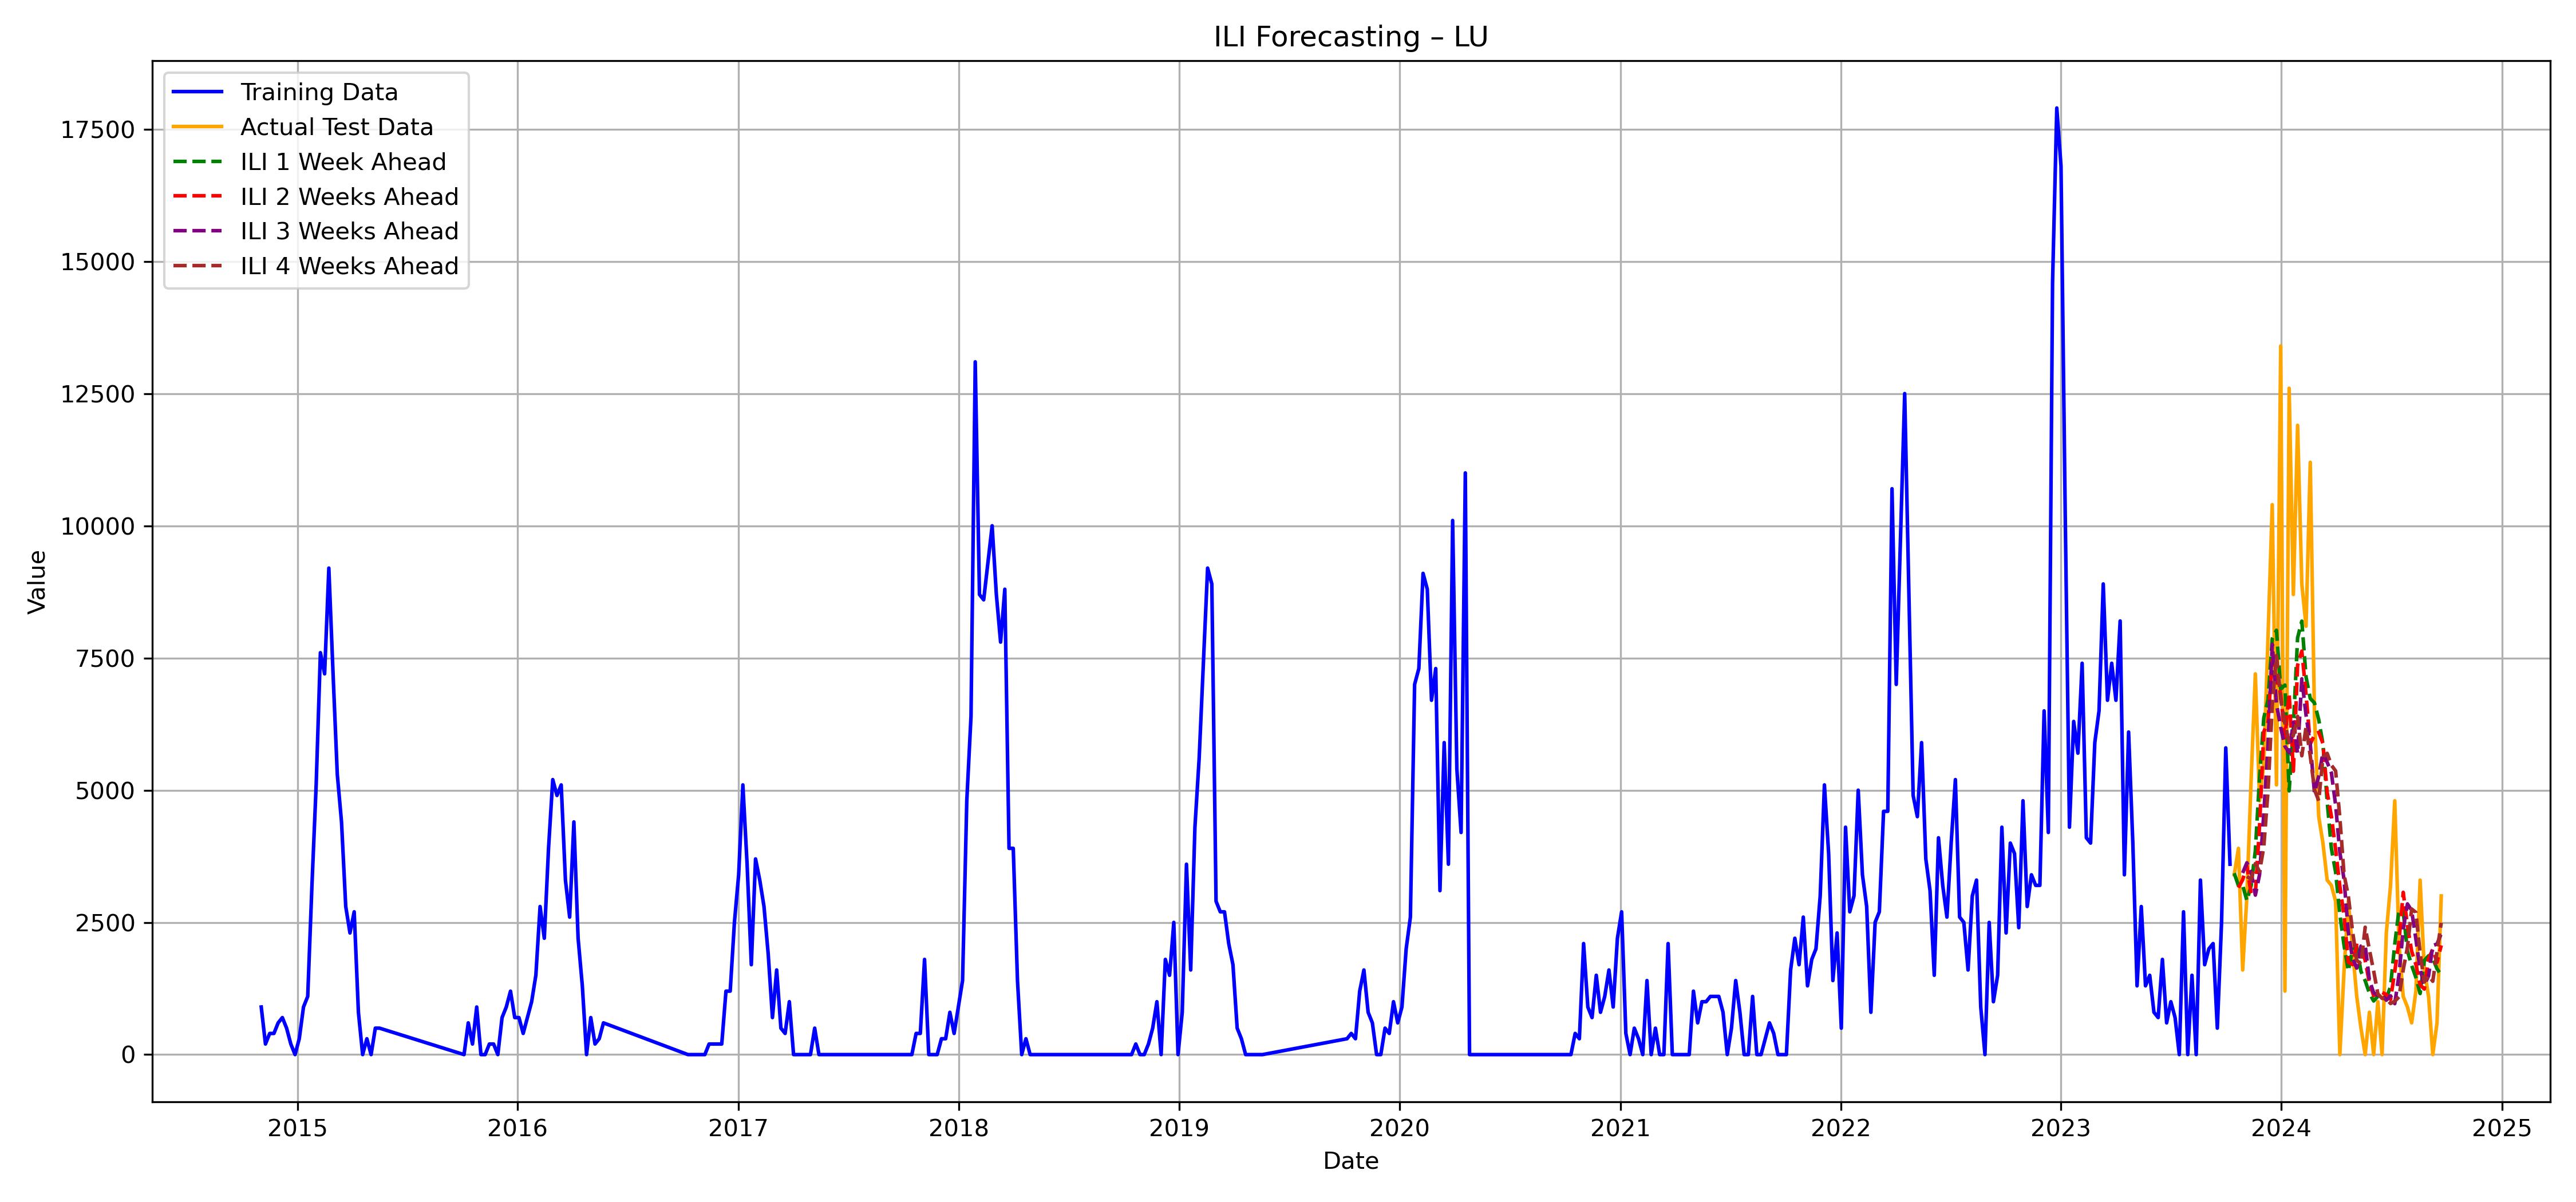 ILI Forecasting – LU
Training Data
Actual Test Data
ILI 1 Week Ahead
ILI 2 Weeks Ahead
ILI 3 Weeks Ahead
ILI 4 Weeks Ahead
17500
15000
12500
10000
7500
5000
2500
0
Value
2015 2016 2017 2018 2019 2020 2021 2022 2023 2024 2025
Date